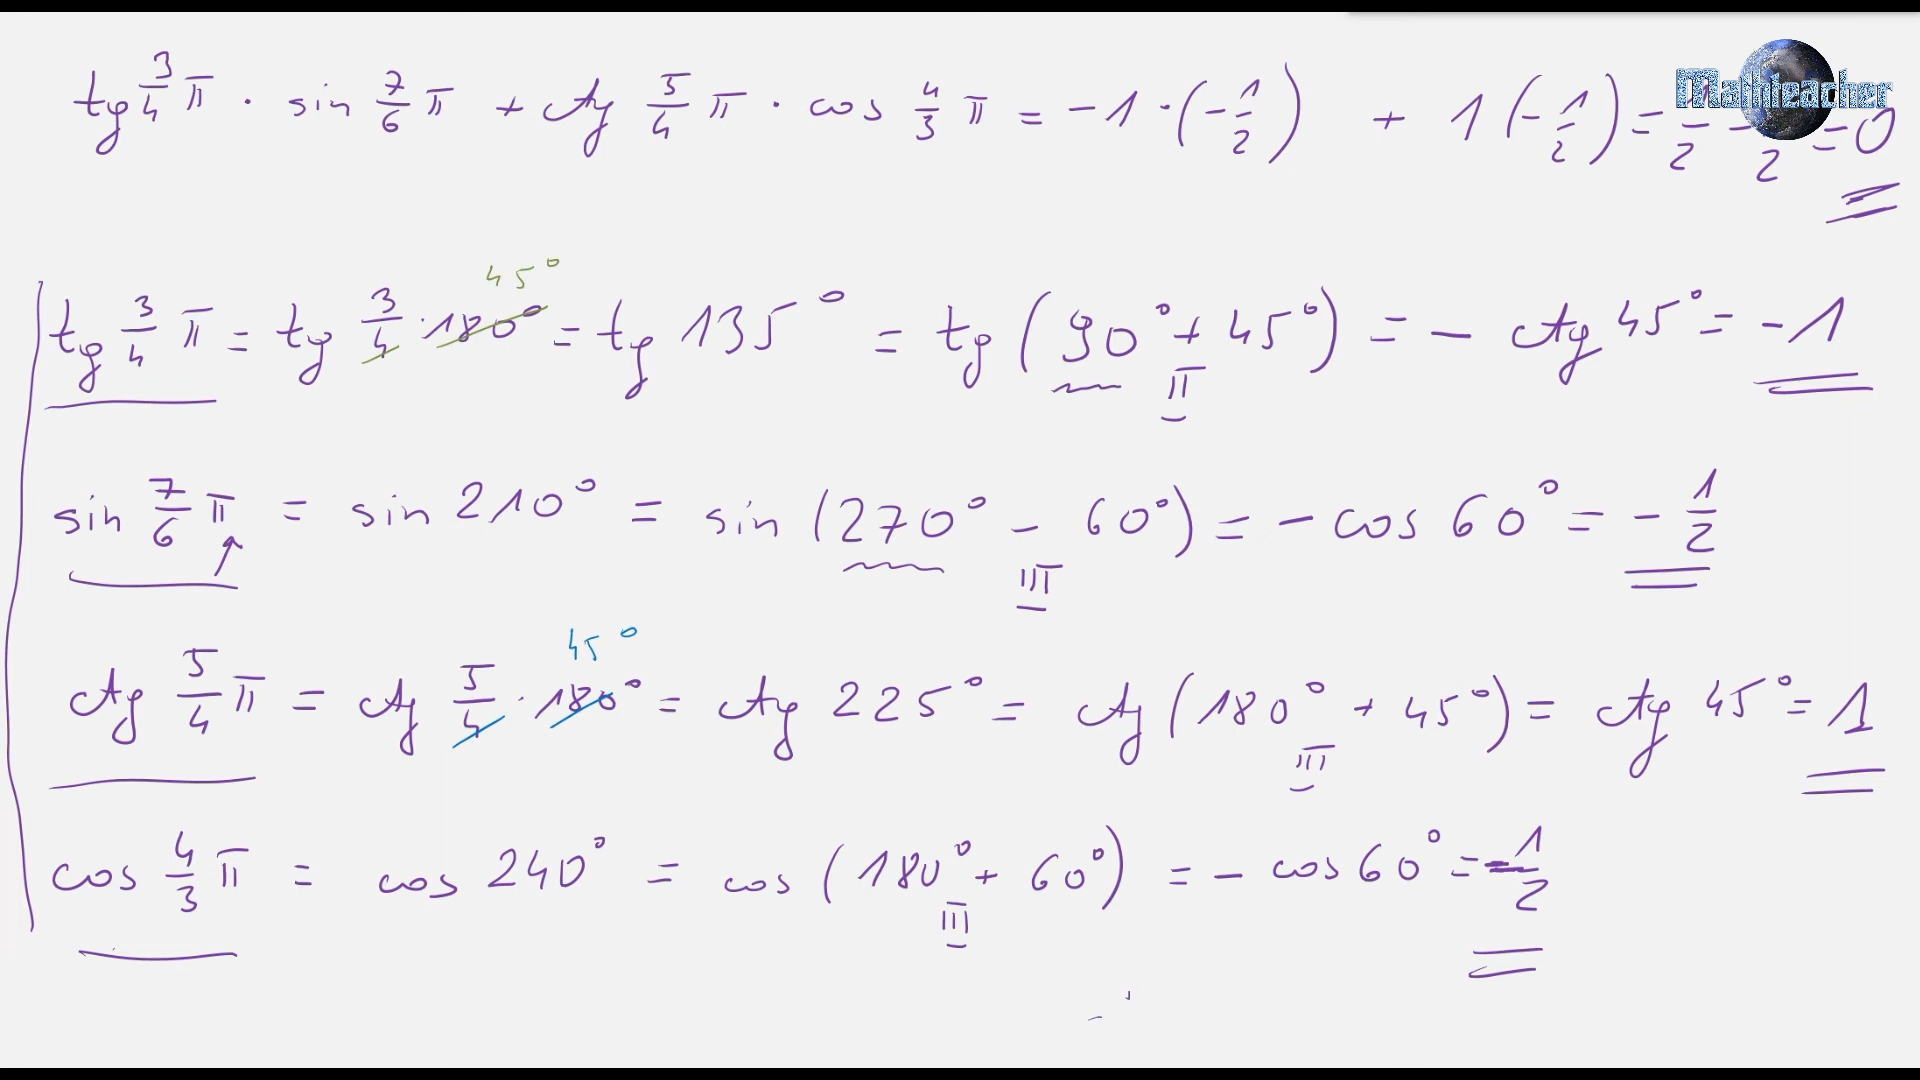 Mathteacher
tg 3/4 π · sin 7/6 π + ctg 5/4 π · cos 4/3 π = -1 · (-1/2) + 1 (-1/2) = 1/2 - 1/2 = 0
45°
tg 3/4 π = tg 3/4 · 180° = tg 135° = tg (90° + 45°) = - ctg 45° = -1
II
sin 7/6 π = sin 210° = sin (270° - 60°) = - cos 60° = - 1/2
III
45°
ctg 5/4 π = ctg 5/4 · 180° = ctg 225° = ctg (180° + 45°) = ctg 45° = 1
III
cos 4/3 π = cos 240° = cos (180° + 60°) = - cos 60° = -1/2
III